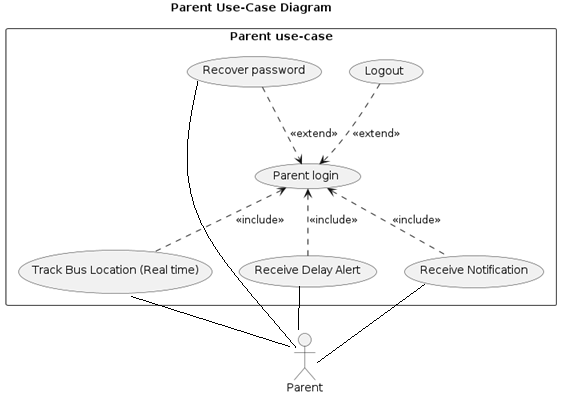 Parent Use-Case Diagram
Parent use-case
Recover password
Logout
«extend»
«extend»
Parent login
«include»
«include»
«include»
Track Bus Location (Real time)
Receive Delay Alert
Receive Notification
Parent